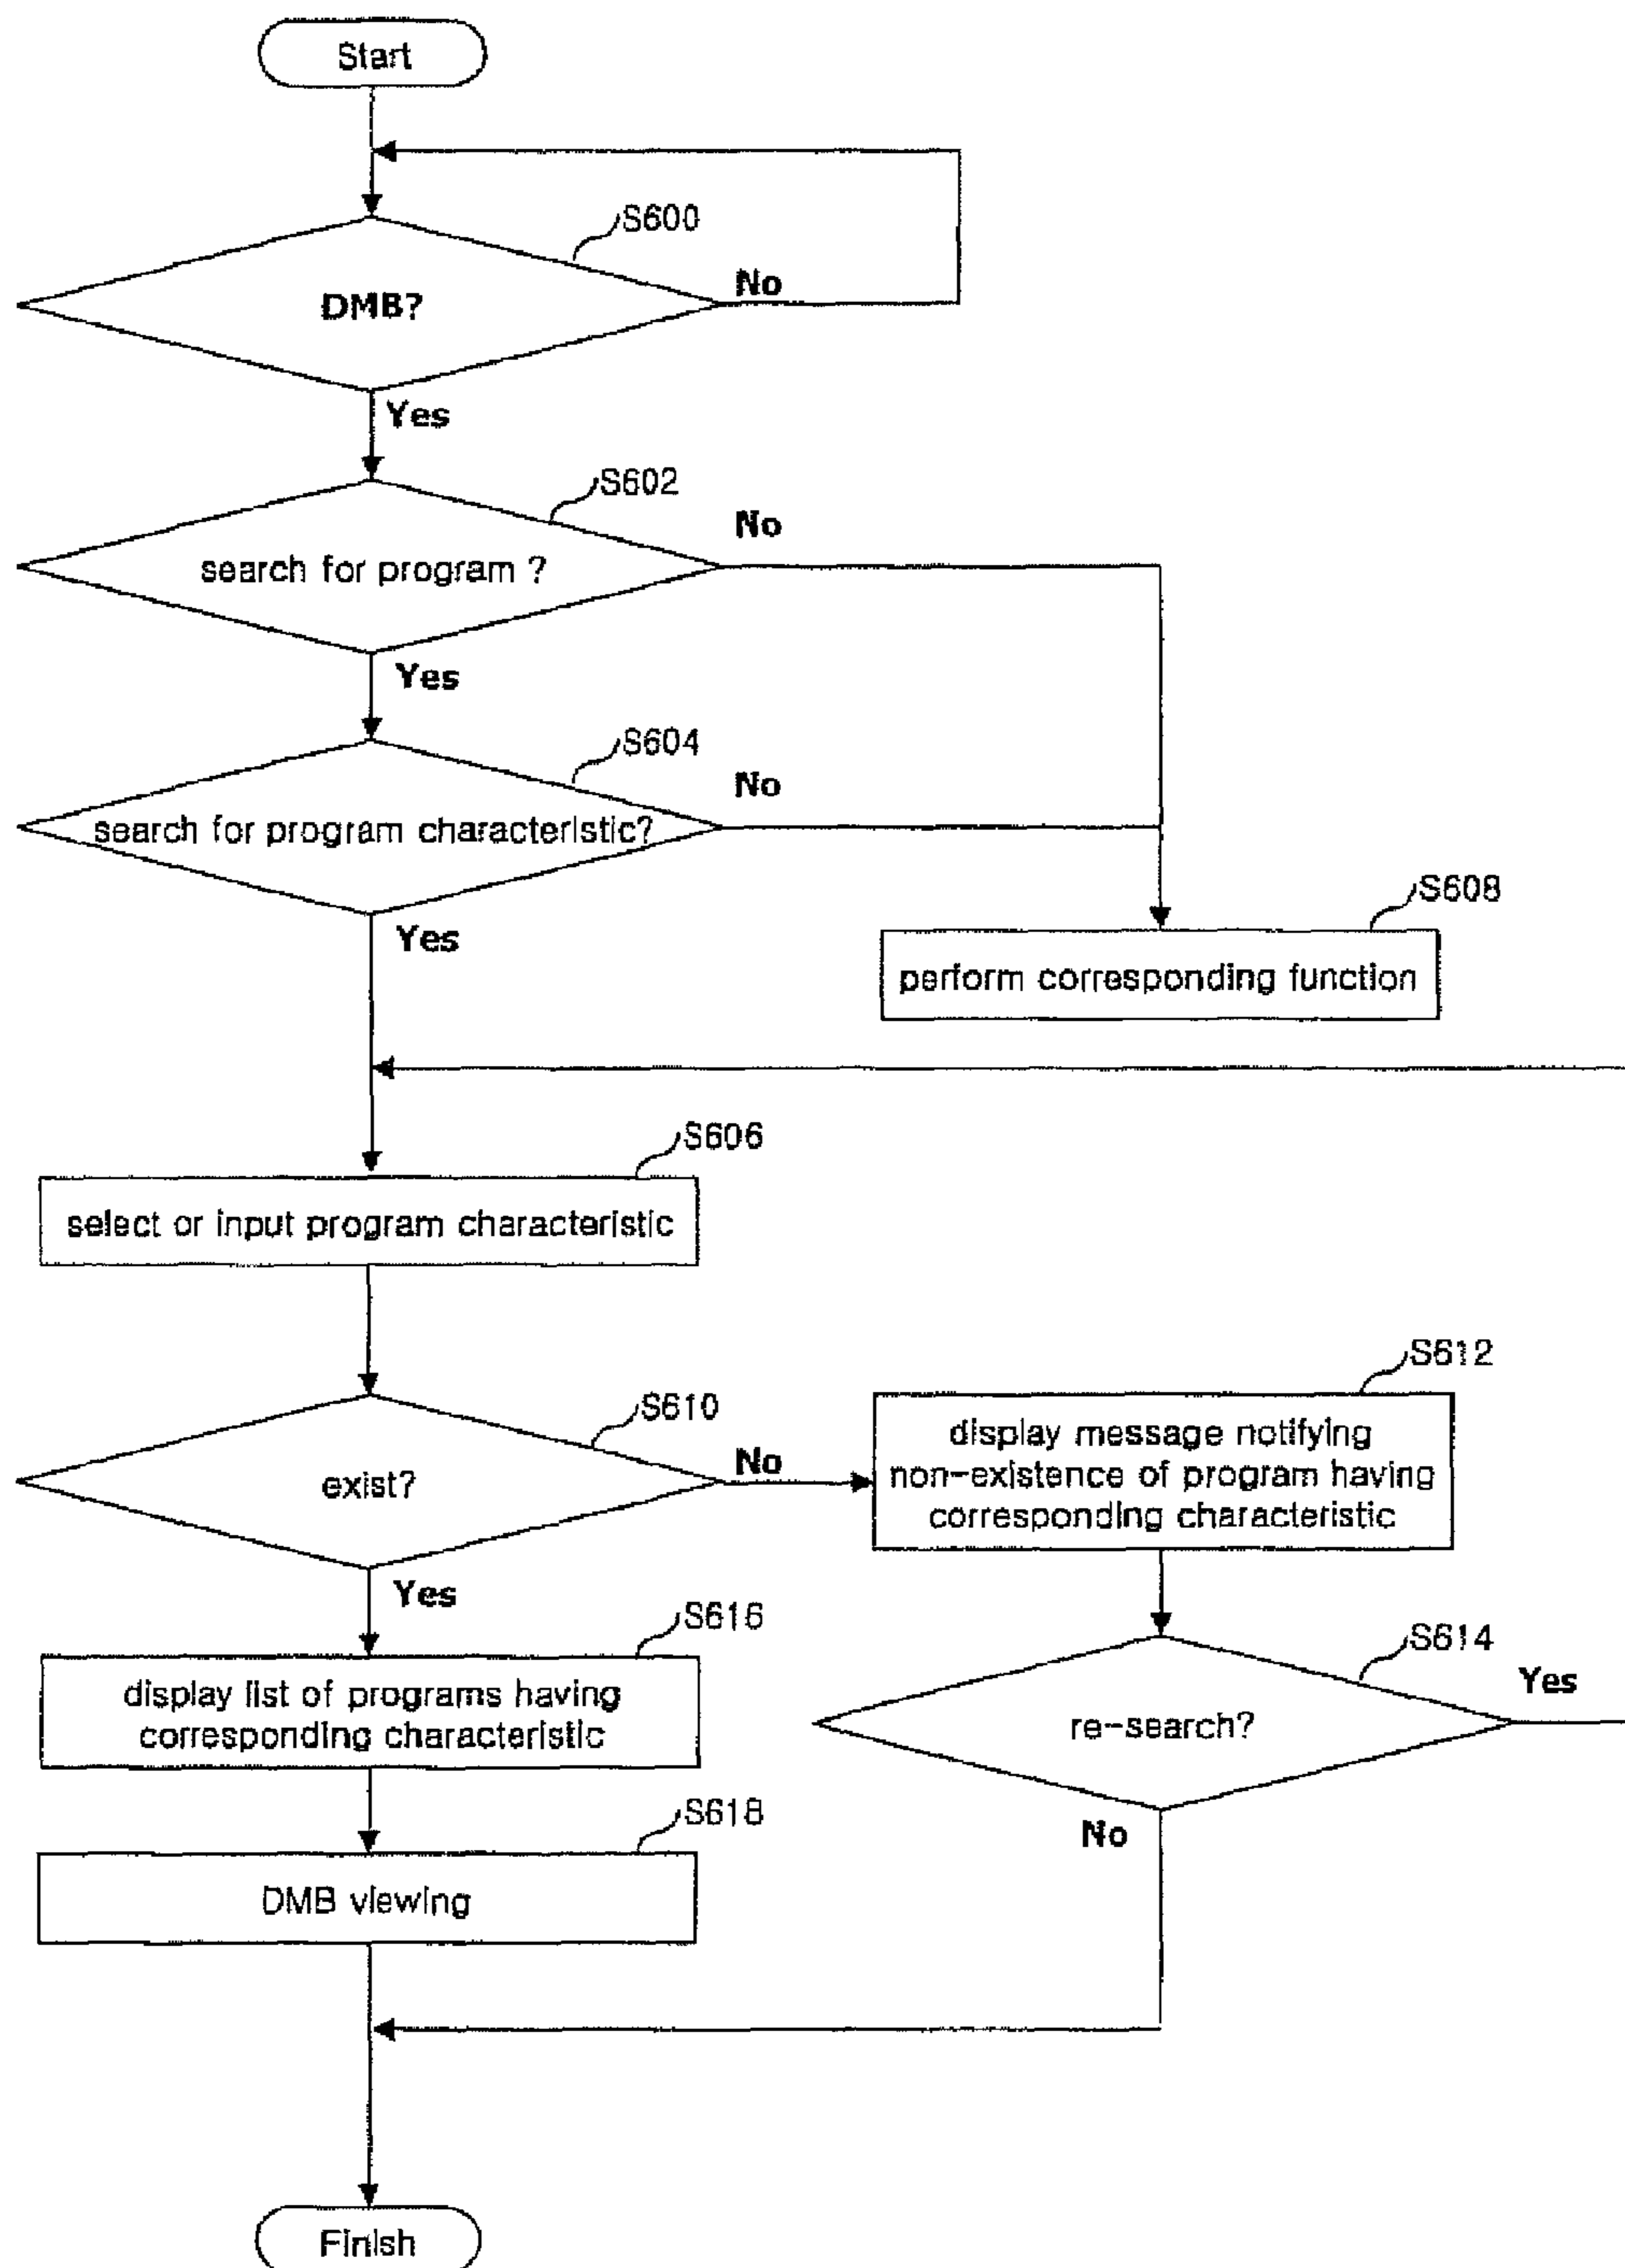 Start
S600
DMB?
No
Yes
S602
search for program ?
No
Yes
S604
search for program characteristic?
No
Yes
S608
perform corresponding function
S606
select or input program characteristic
S610
exist?
No
Yes
S612
display message notifying
non-existence of program having
corresponding characteristic
S616
display list of programs having
corresponding characteristic
S614
re-search?
Yes
No
S618
DMB viewing
Finish